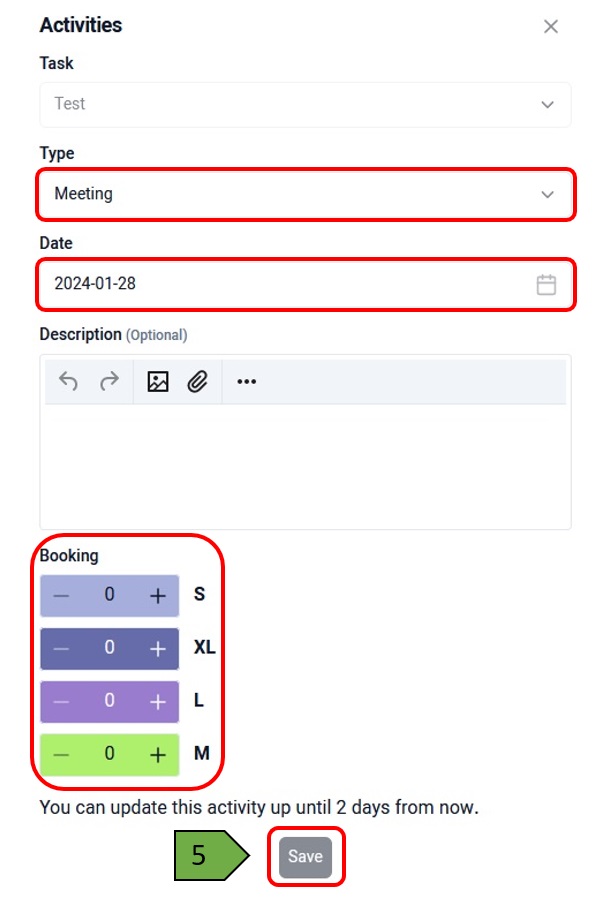 Activities
Task
Test
Type
Meeting
Date
2024-01-28
Description (Optional)
Booking
0 S
0 XL
0 L
0 M
You can update this activity up until 2 days from now.
5 Save